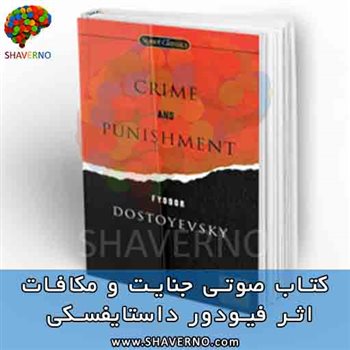 SHAVERNO
SIGNET CLASSICS
CRIME
AND
PUNISHMENT
FYODOR
DOSTOYEVSKY
SHAVERNO
کتاب صوتی جنایت و مکافات
اثر فیودور داستایفسکی
www.SHAVERNO.com